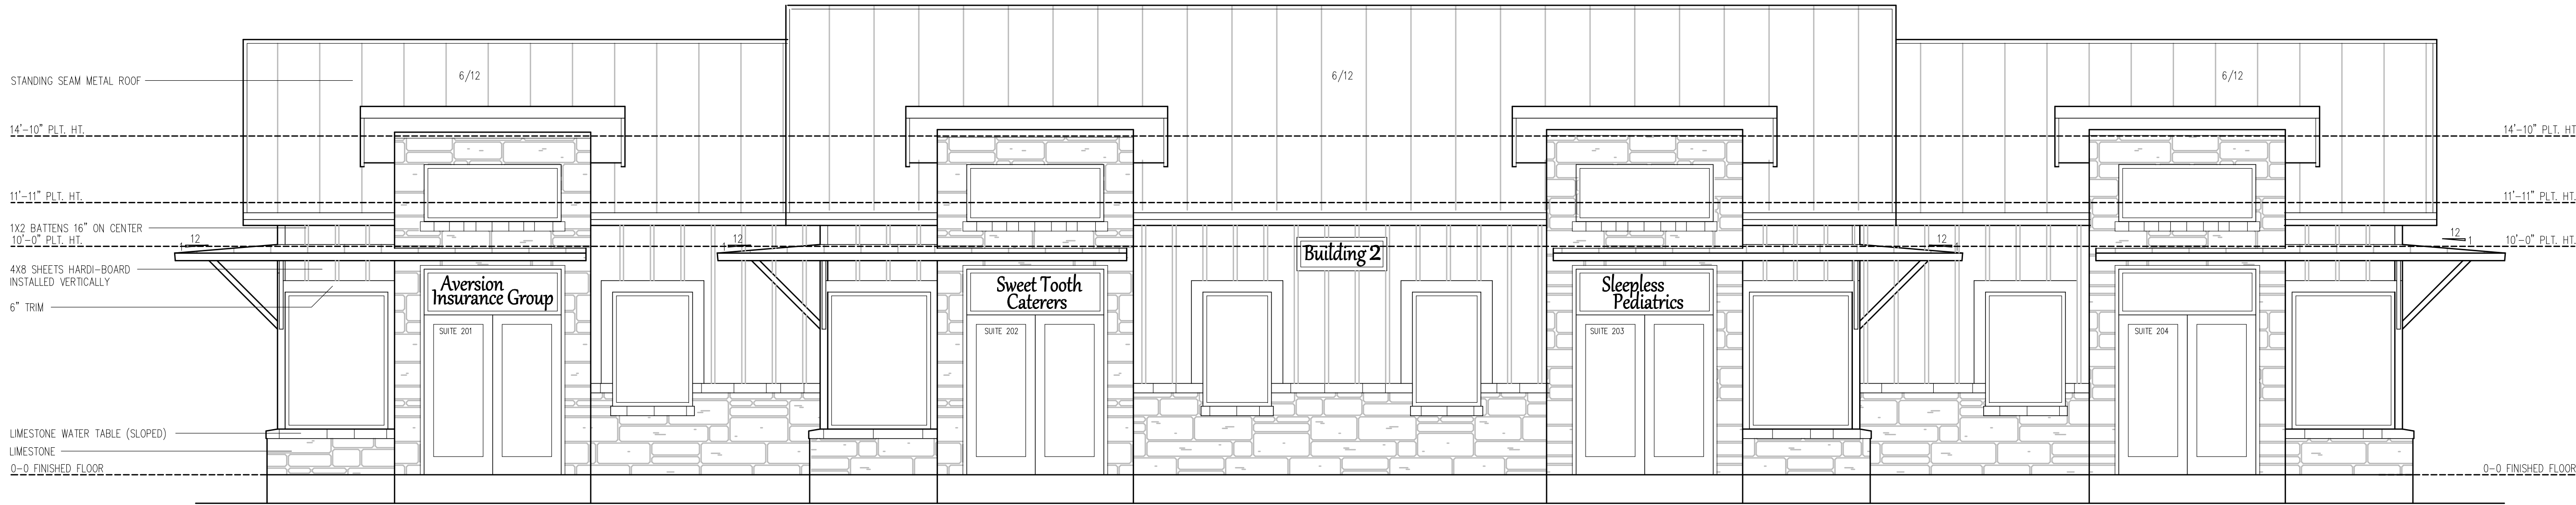 6/12
6/12
6/12
STANDING SEAM METAL ROOF
14'-10" PLT. HT.
14'-10" PLT. HT
11'-11" PLT. HT.
11'-11" PLT. HT.
1X2 BATTENS 16" ON CENTER
10'-0" PLT. HT.
12
1
12
1
12
1
12
1
10'-0" PLT. HT.
4X8 SHEETS HARDI-BOARD
INSTALLED VERTICALLY
6" TRIM
Aversion
Insurance Group
Sweet Tooth
Caterers
Building 2
Sleepless
Pediatrics
SUITE 201
SUITE 202
SUITE 203
SUITE 204
LIMESTONE WATER TABLE (SLOPED)
LIMESTONE
0-0 FINISHED FLOOR
0-0 FINISHED FLOOR